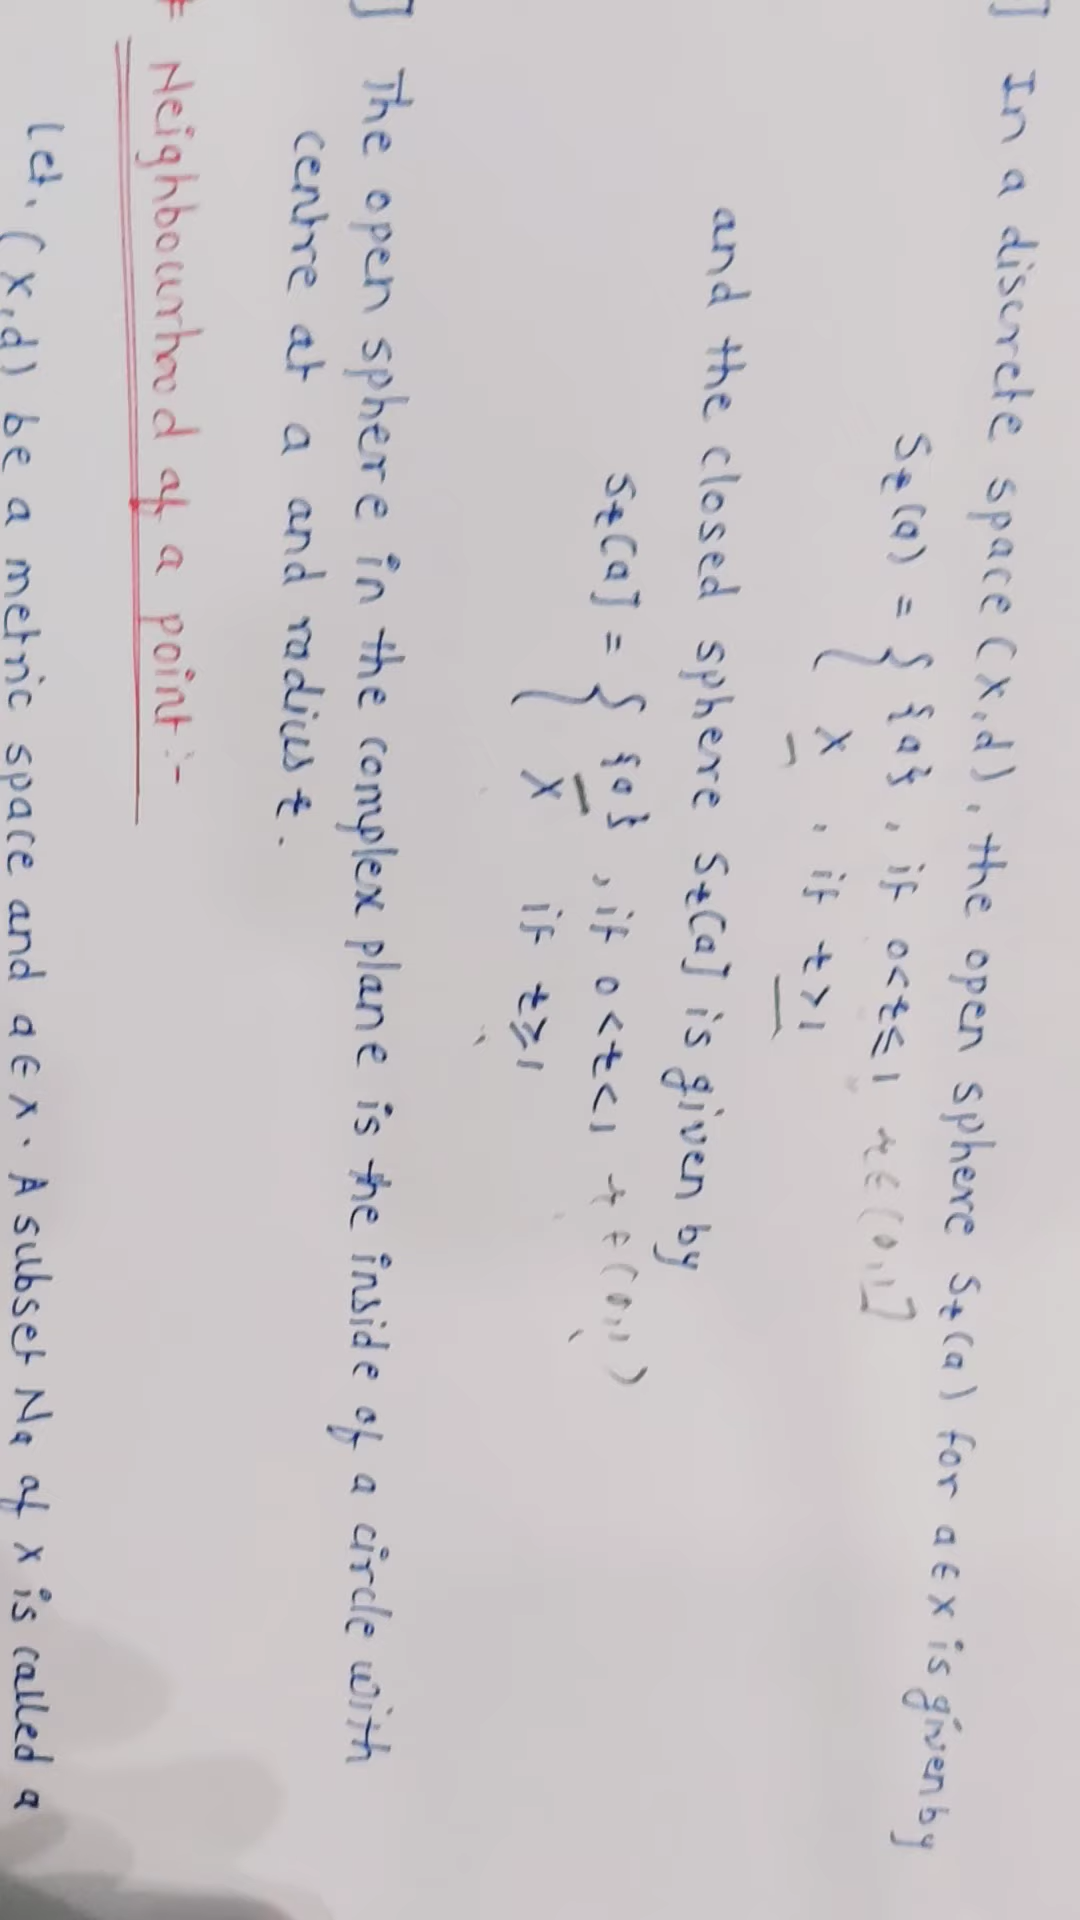 ] In a discrete space (X,d), the open sphere St(a) for a∈X is given by
St(a) = { {a} , if 0<t≤1 r∈(0,1]
X , if t>1
and the closed sphere St[a] is given by
St[a] = { {a} , if 0<t<1 r∈(0,1)
X if t≥1
] The open sphere in the complex plane is the inside of a circle with
centre at a and radius t.
* Neighbourhood of a point :-
Let. (X,d) be a metric space and a∈X. A subset Na of X is called a